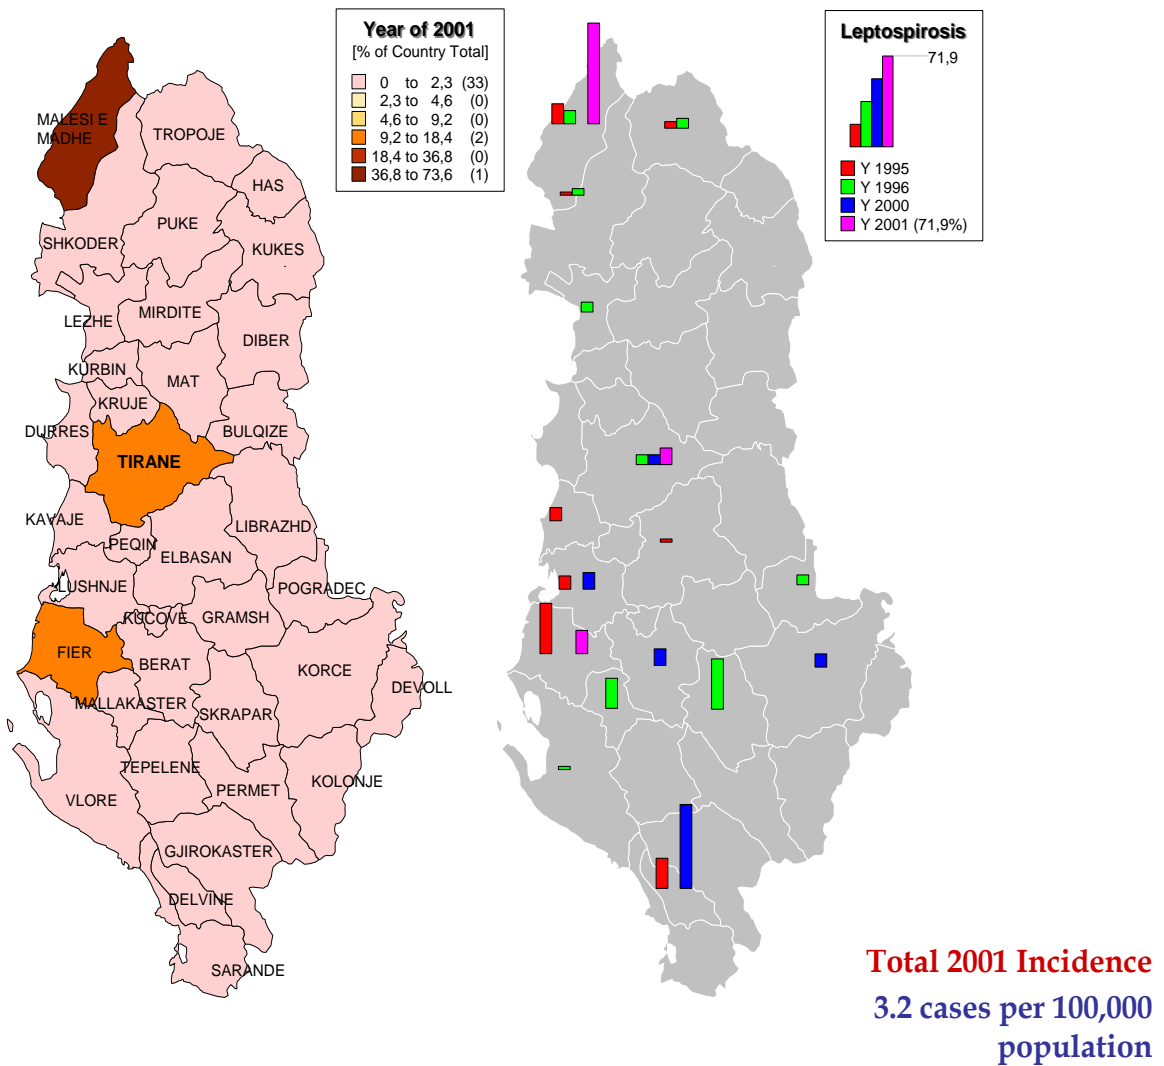 Year of 2001
[% of Country Total]
0 to 2,3 (33)
2,3 to 4,6 (0)
4,6 to 9,2 (0)
9,2 to 18,4 (2)
18,4 to 36,8 (0)
36,8 to 73,6 (1)
MALESI E
MADHE
TROPOJE
HAS
PUKE
SHKODER
KUKES
LEZHE
MIRDITE
DIBER
KURBIN
MAT
KRUJE
DURRES
BULQIZE
TIRANE
KAVAJE
LIBRAZHD
PEQIN
ELBASAN
LUSHNJE
POGRADEC
KUCOVE
GRAMSH
FIER
BERAT
KORCE
DEVOLL
MALLAKASTER
SKRAPAR
TEPELENE
KOLONJE
PERMET
VLORE
GJIROKASTER
DELVINE
SARANDE
Leptospirosis
71,9
Y 1995
Y 1996
Y 2000
Y 2001 (71,9%)
Total 2001 Incidence
3.2 cases per 100,000
population